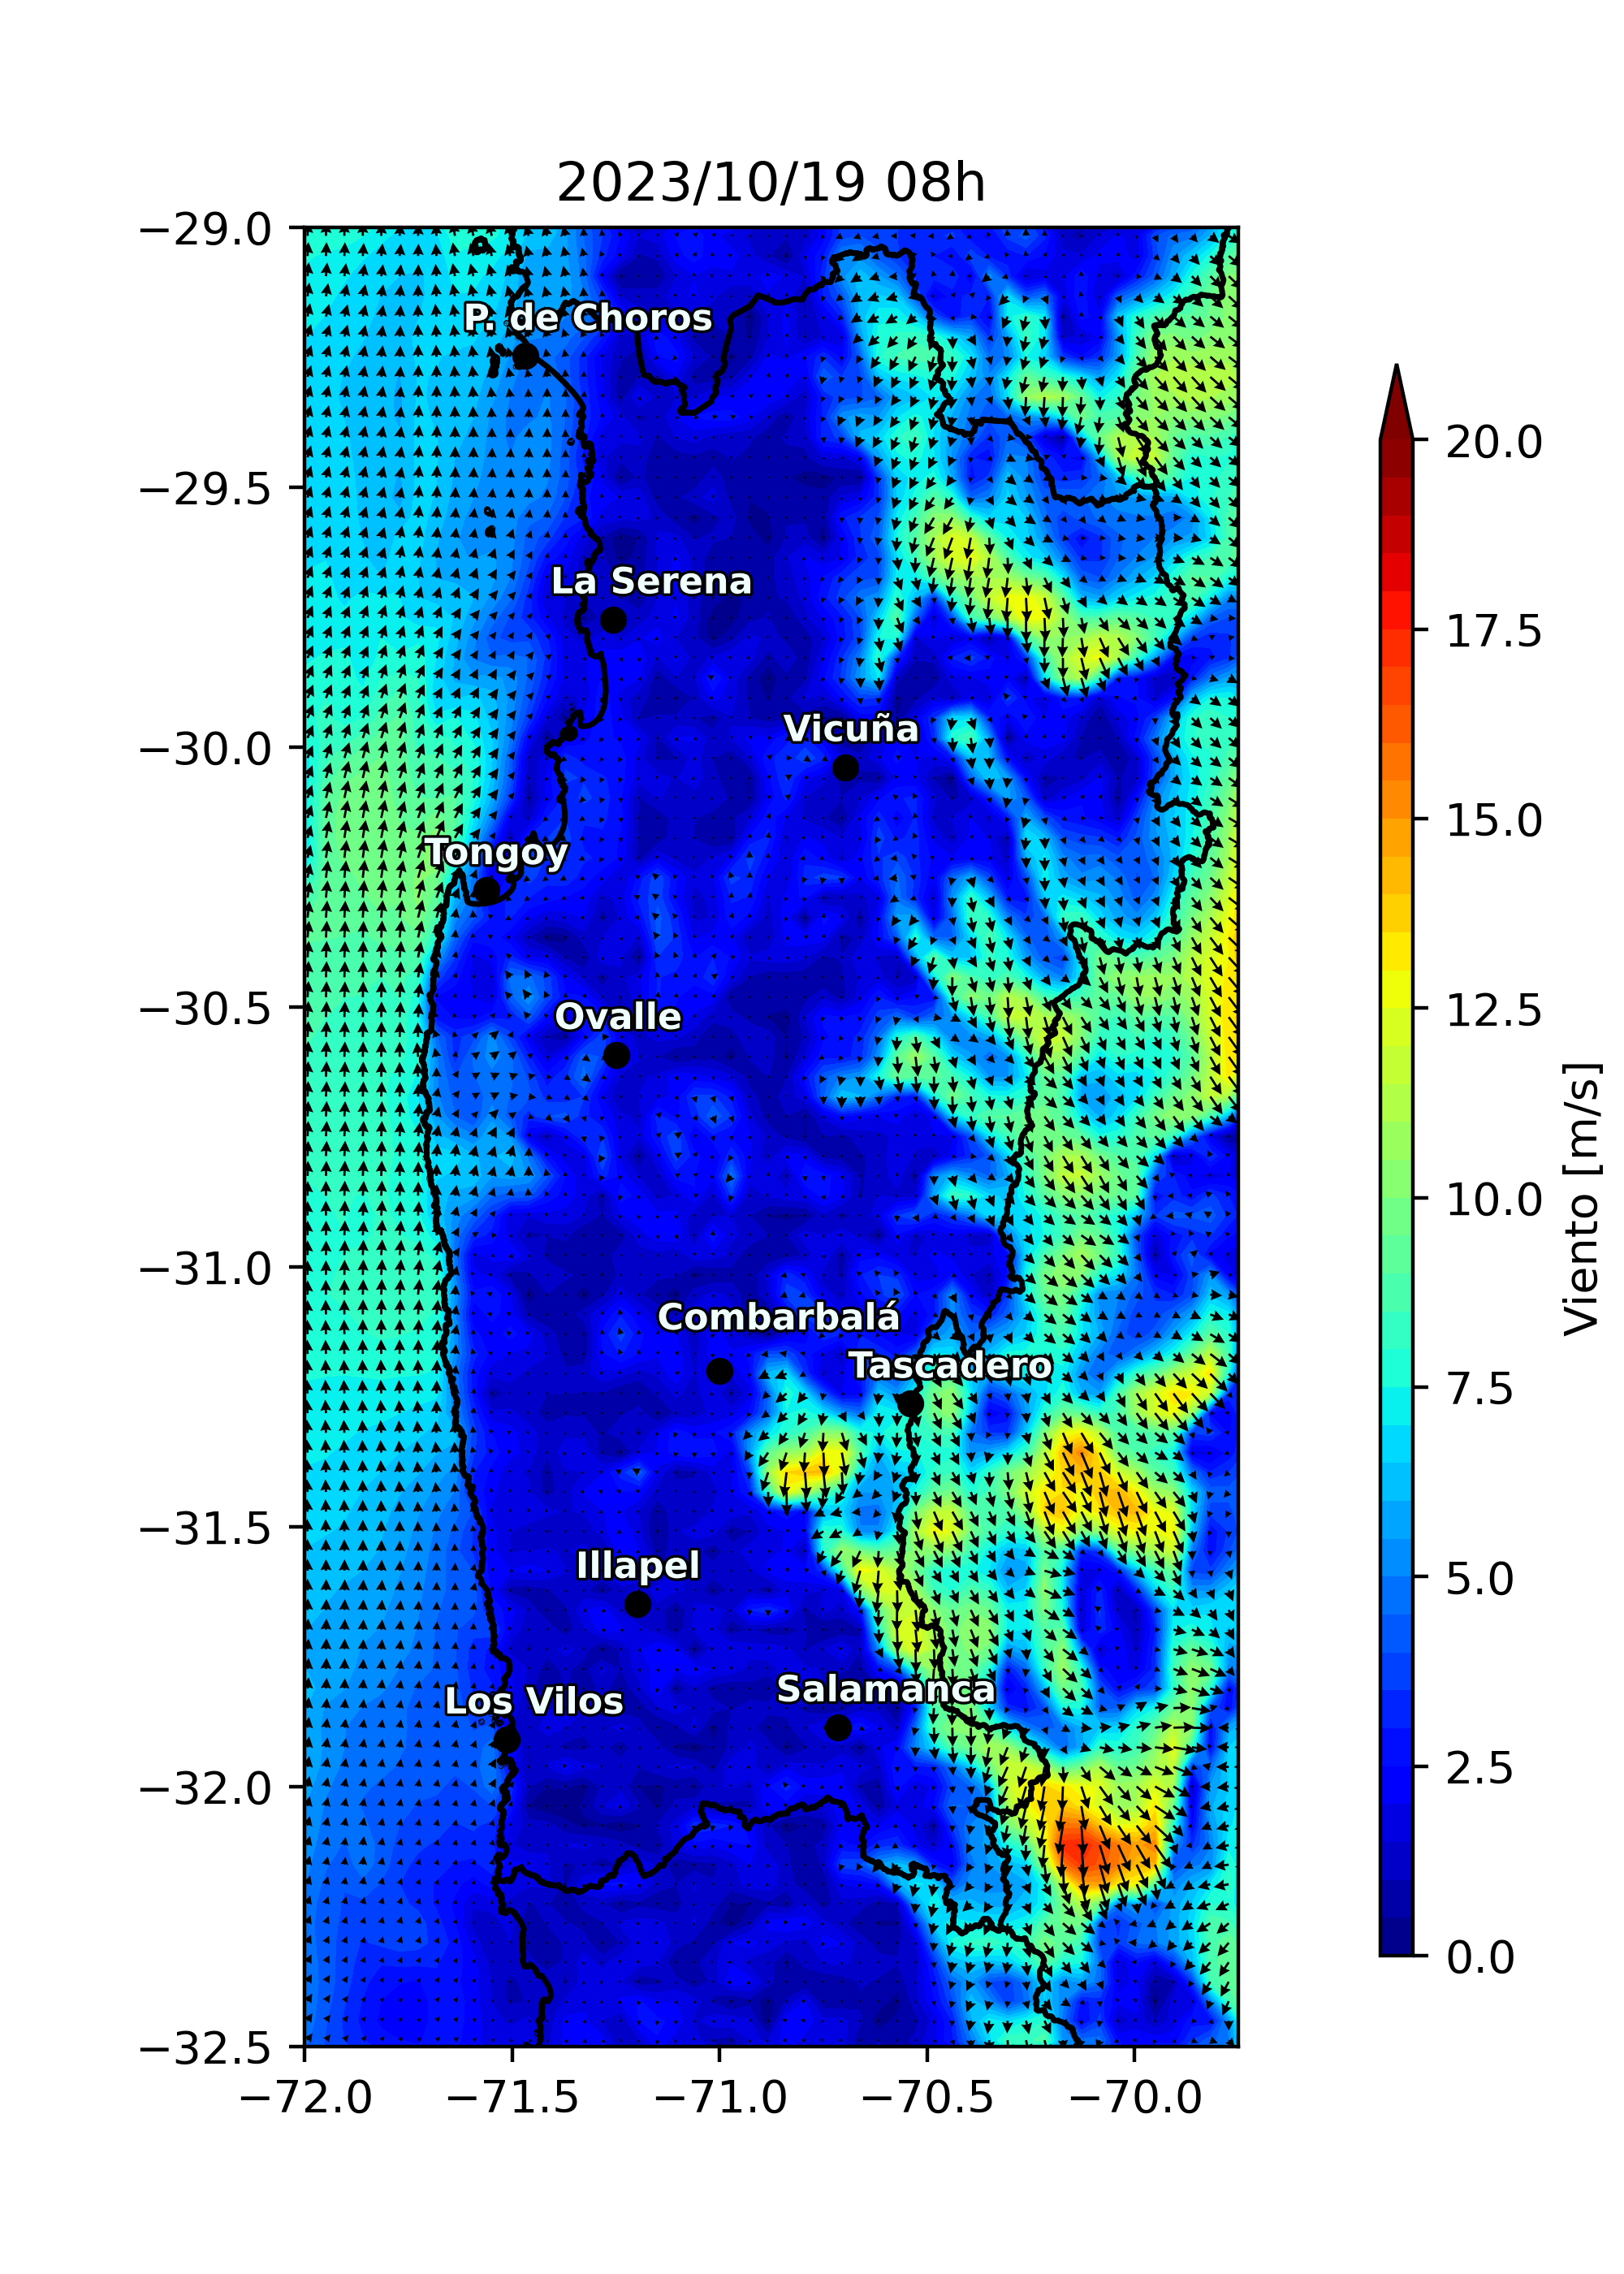 2023/10/19 08h
−29.0
−29.5
−30.0
−30.5
−31.0
−31.5
−32.0
−32.5
−72.0
−71.5
−71.0
−70.5
−70.0
P. de Choros
La Serena
Vicuña
Tongoy
Ovalle
Combarbalá
Tascadero
Illapel
Salamanca
Los Vilos
20.0
17.5
15.0
12.5
10.0
7.5
5.0
2.5
0.0
Viento [m/s]